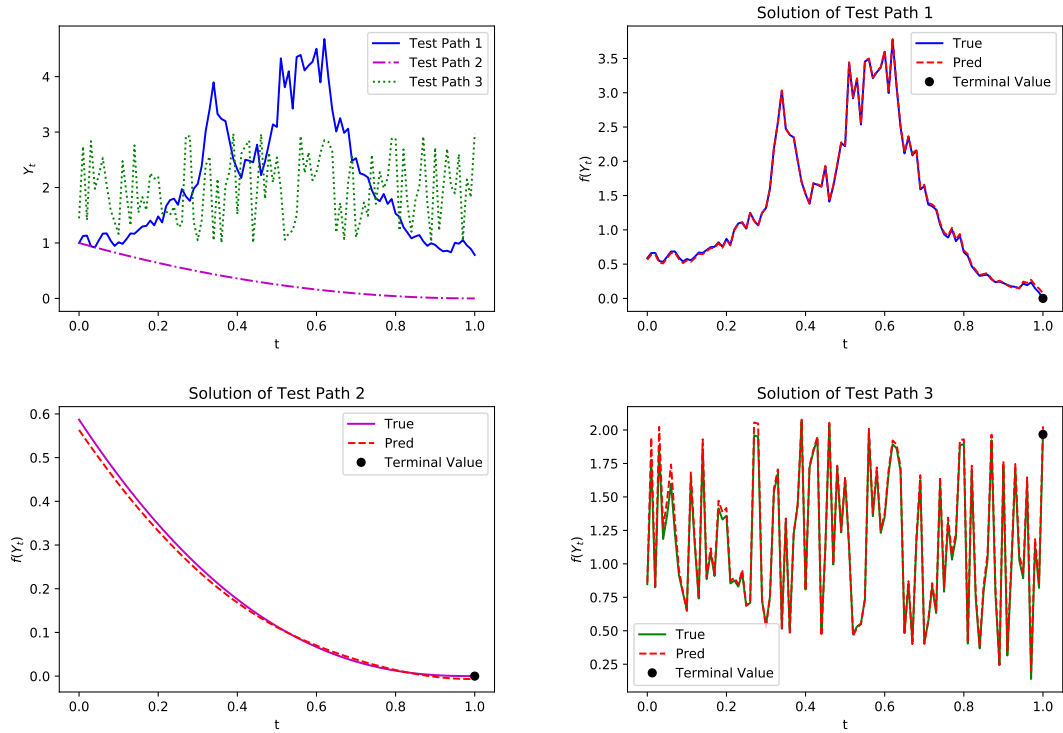 Test Path 1
Test Path 2
Test Path 3
Y_t
4
3
2
1
0
0.0 0.2 0.4 0.6 0.8 1.0
t
Solution of Test Path 1
True
Pred
Terminal Value
f(Y_t)
3.5
3.0
2.5
2.0
1.5
1.0
0.5
0.0
0.0 0.2 0.4 0.6 0.8 1.0
t
Solution of Test Path 2
True
Pred
Terminal Value
f(Y_t)
0.6
0.5
0.4
0.3
0.2
0.1
0.0
0.0 0.2 0.4 0.6 0.8 1.0
t
Solution of Test Path 3
f(Y_t)
2.00
1.75
1.50
1.25
1.00
0.75
0.50
0.25
True
Pred
Terminal Value
0.0 0.2 0.4 0.6 0.8 1.0
t